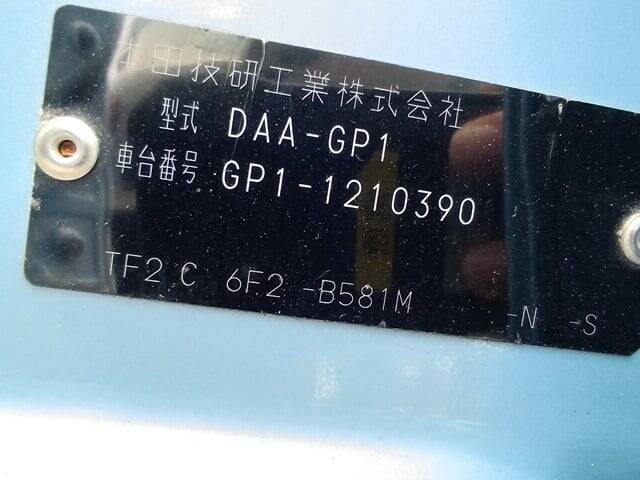 本田技研工業株式会社
型式 DAA-GP1
車台番号 GP1-1210390
TF2 C 6F2 -B581M -N -S